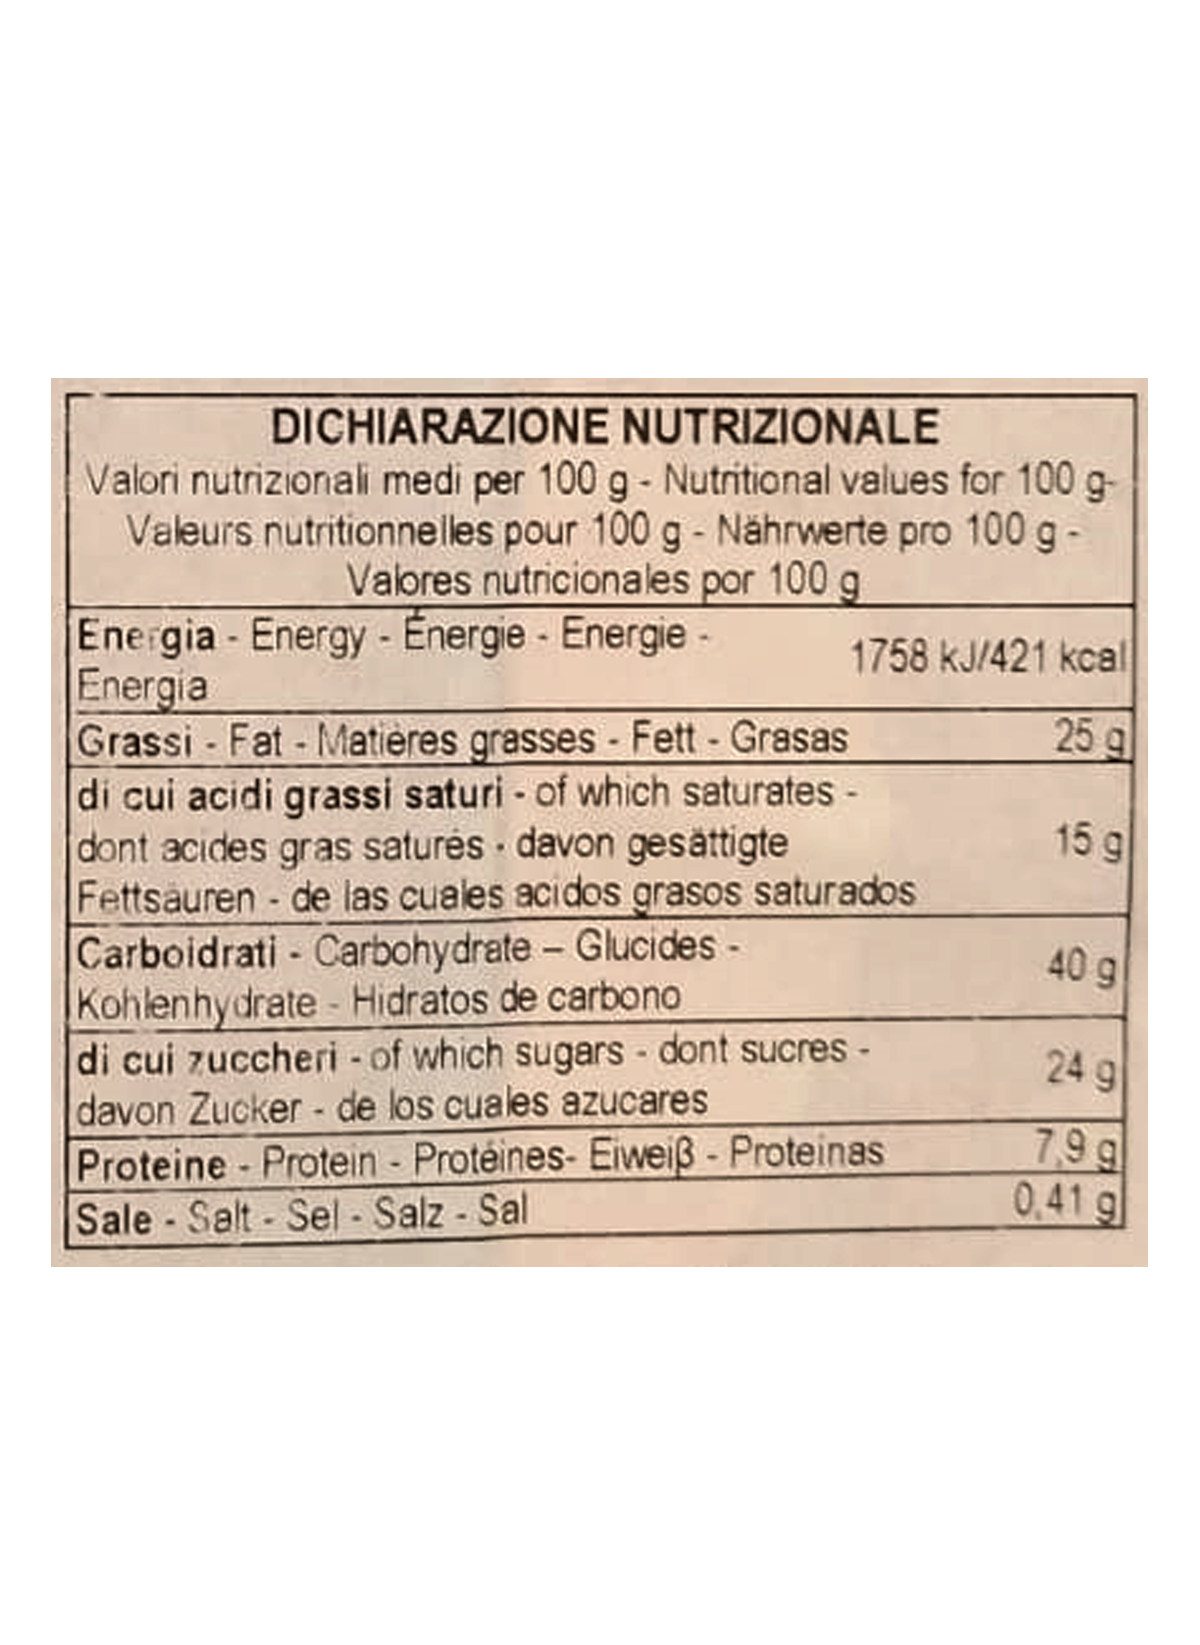 DICHIARAZIONE NUTRIZIONALE
Valori nutrizionali medi per 100 g - Nutritional values for 100 g-
Valeurs nutritionnelles pour 100 g - Nährwerte pro 100 g -
Valores nutricionales por 100 g
Energia - Energy - Énergie - Energie -
Energia
1758 kJ/421 kcal
Grassi - Fat - Matières grasses - Fett - Grasas 25 g
di cui acidi grassi saturi - of which saturates -
dont acides gras saturés - davon gesättigte
Fettsäuren - de las cuales acidos grasos saturados
15 g
Carboidrati - Carbohydrate – Glucides -
Kohlenhydrate - Hidratos de carbono
40 g
di cui zuccheri - of which sugars - dont sucres -
davon Zucker - de los cuales azucares
24 g
Proteine - Protein - Protéines- Eiweiβ - Proteinas 7,9 g
Sale - Salt - Sel - Salz - Sal 0,41 g